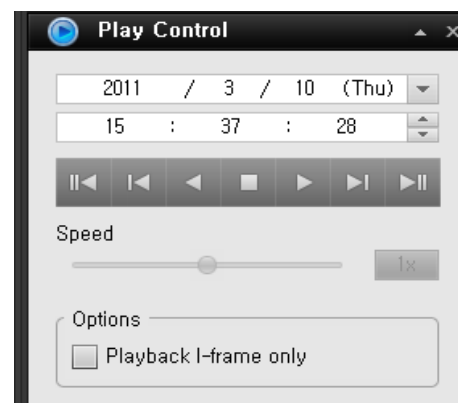 Play Control
2011 / 3 / 10 (Thu)
15 : 37 : 28
Speed
1x
Options
Playback I-frame only